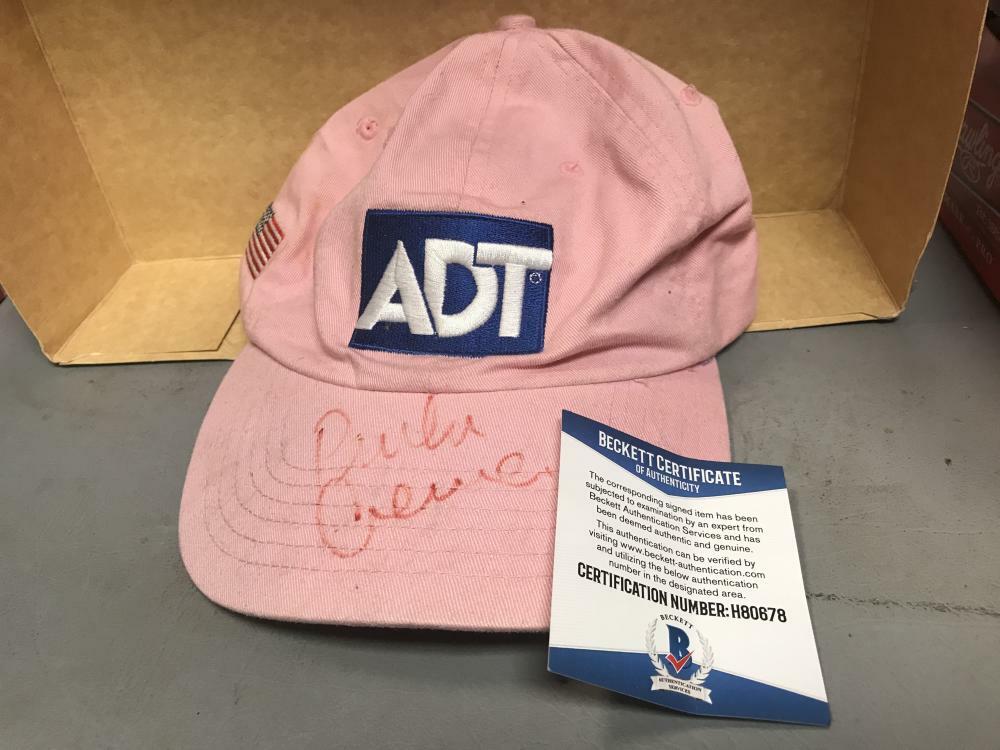 ADT
BECKETT CERTIFICATE
OF AUTHENTICITY
The corresponding signed item has been
subjected to examination by an expert from
Beckett Authentication Services and has
been deemed authentic and genuine.
This authentication can be verified by
visiting www.beckett-authentication.com
and utilizing the below authentication
number in the designated area.
CERTIFICATION NUMBER: H80678
BECKETT
B
AUTHENTICATION
SERVICES